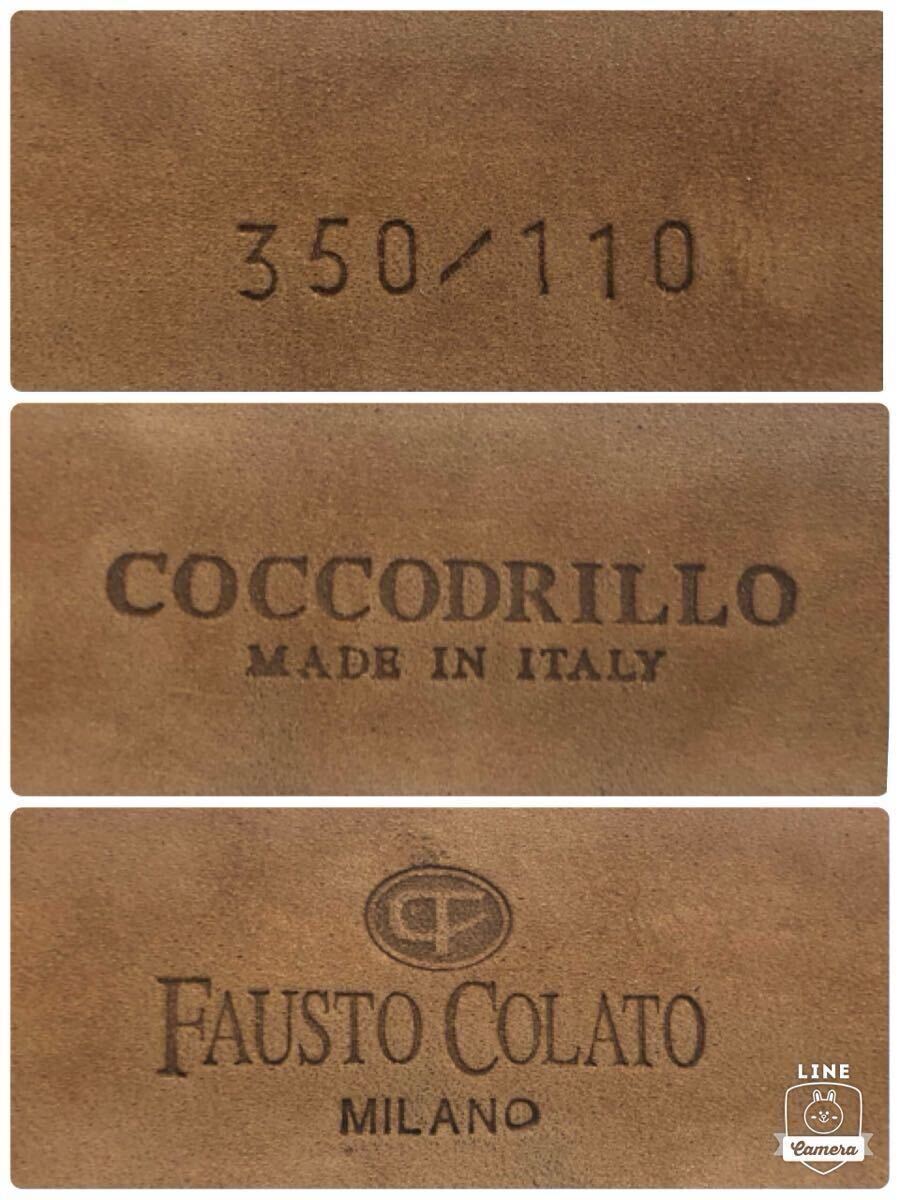 350/110
COCCODRILLO
MADE IN ITALY
FAUSTO COLATO
MILANO
LINE
Camera